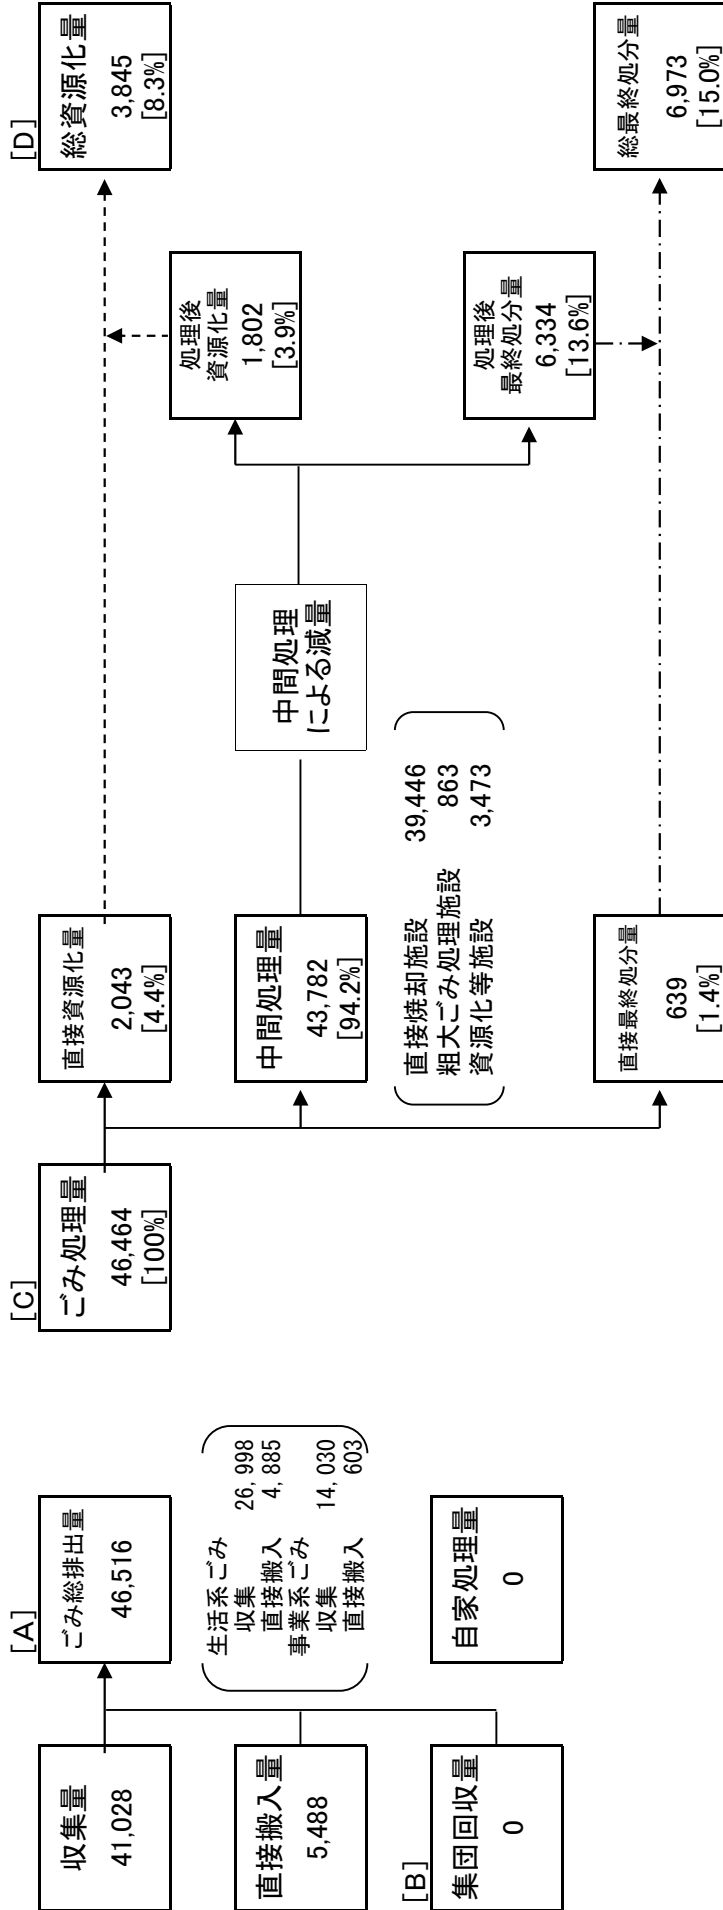 収集量
41,028
直接搬入量
5,488
[B]
集団回収量
0
[A]
ごみ総排出量
46,516
生活系ごみ
収集 26,998
直接搬入 4,885
事業系ごみ
収集 14,030
直接搬入 603
自家処理量
0
[C]
ごみ処理量
46,464
[100%]
直接資源化量
2,043
[4.4%]
中間処理量
43,782
[94.2%]
直接焼却施設 39,446
粗大ごみ処理施設 863
資源化等施設 3,473
直接最終処分量
639
[1.4%]
中間処理
による減量
処理後
資源化量
1,802
[3.9%]
処理後
最終処分量
6,334
[13.6%]
[D]
総資源化量
3,845
[8.3%]
総最終処分量
6,973
[15.0%]